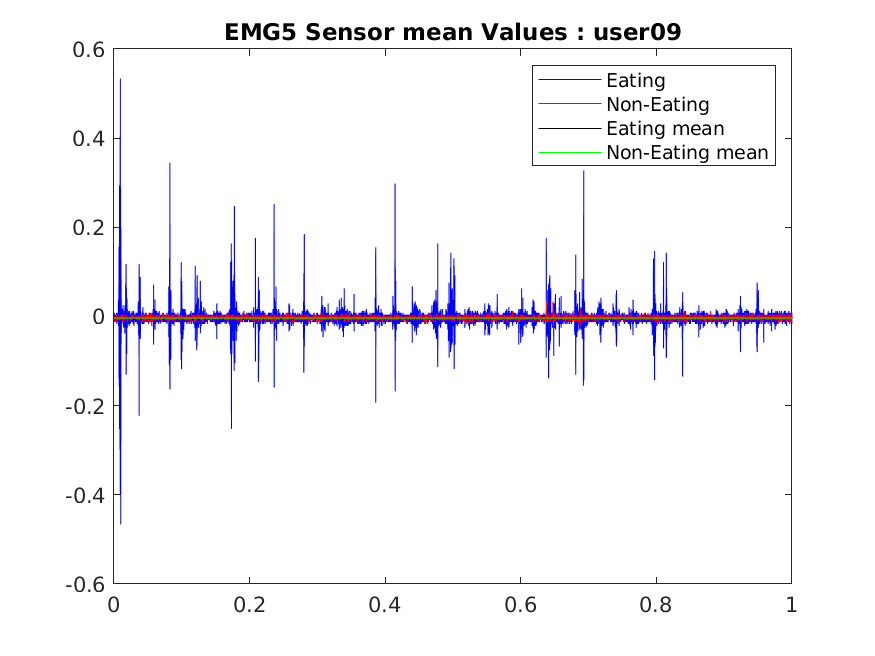 EMG5 Sensor mean Values : user09
0.6
0.4
0.2
0
-0.2
-0.4
-0.6
Eating
Non-Eating
Eating mean
Non-Eating mean
0 0.2 0.4 0.6 0.8 1